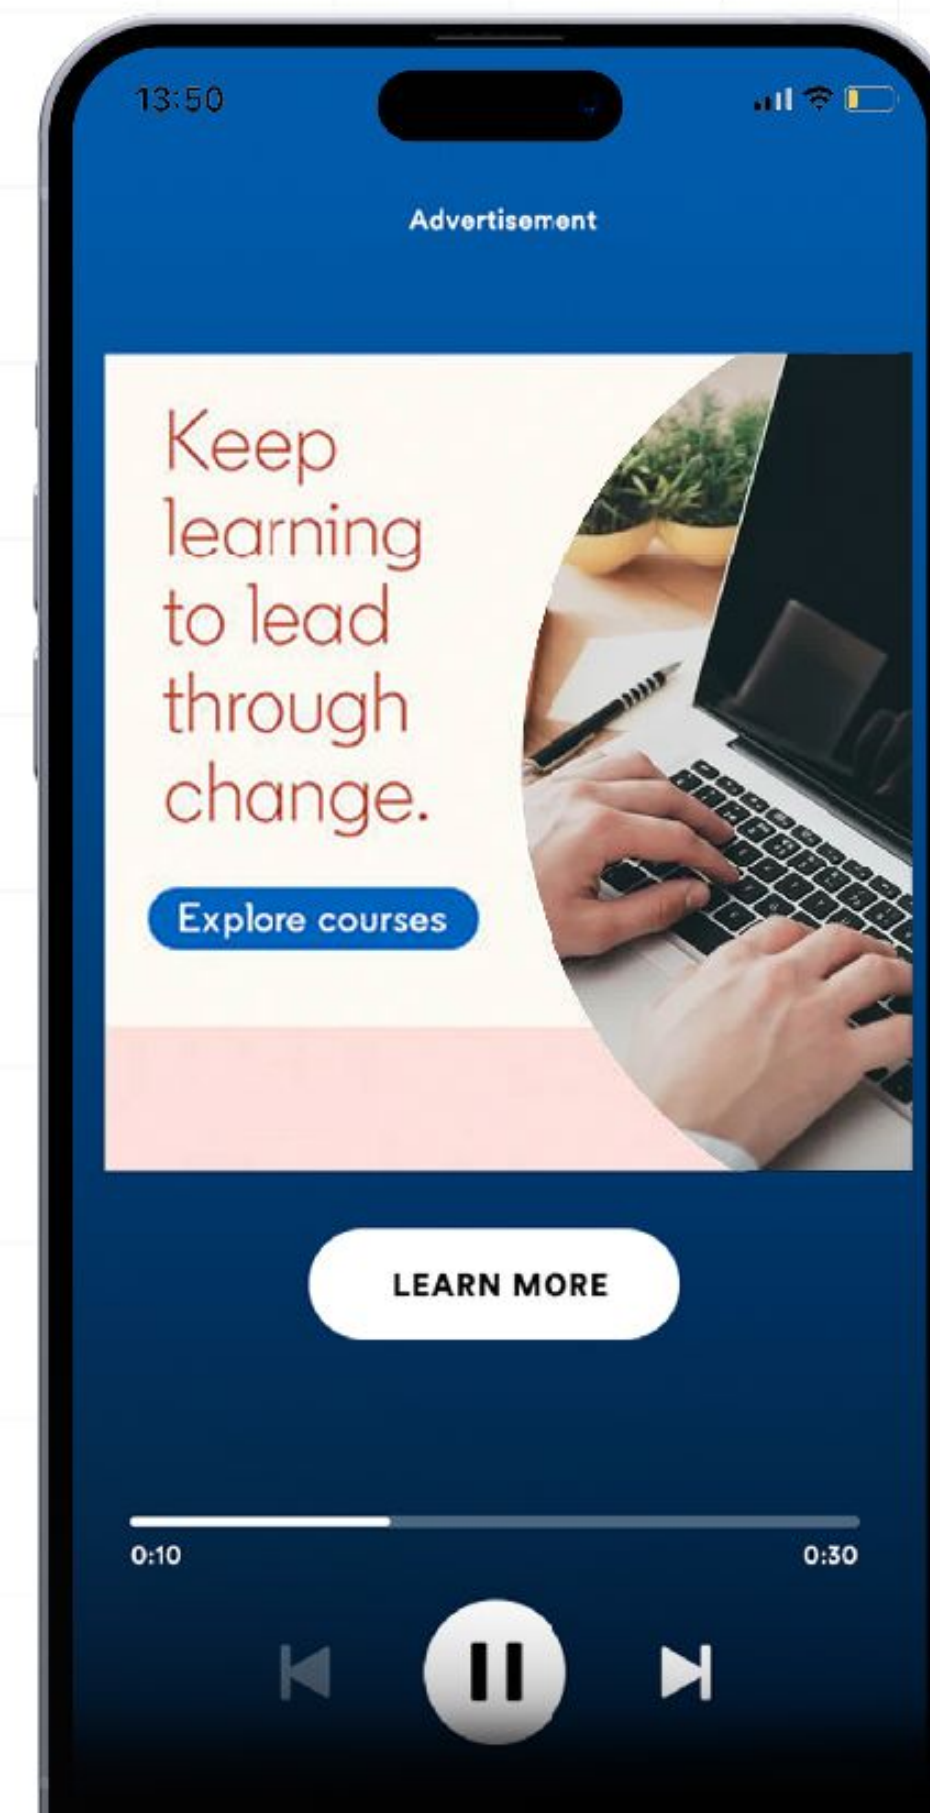 13:50
Advertisement
Keep
learning
to lead
through
change.
Explore courses
LEARN MORE
0:10
0:30